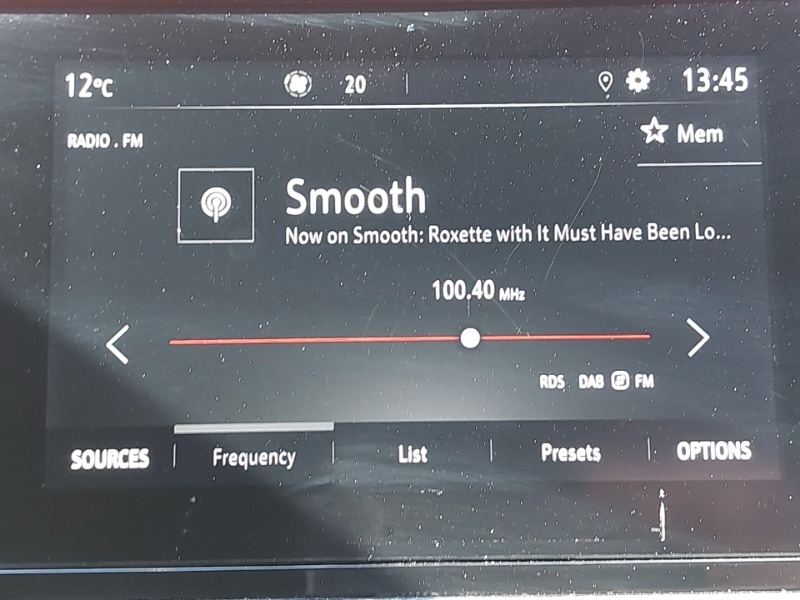 12°C 20 13:45
RADIO . FM
Mem
Smooth
Now on Smooth: Roxette with It Must Have Been Lo...
100.40 MHz
RDS DAB FM
SOURCES Frequency List Presets OPTIONS